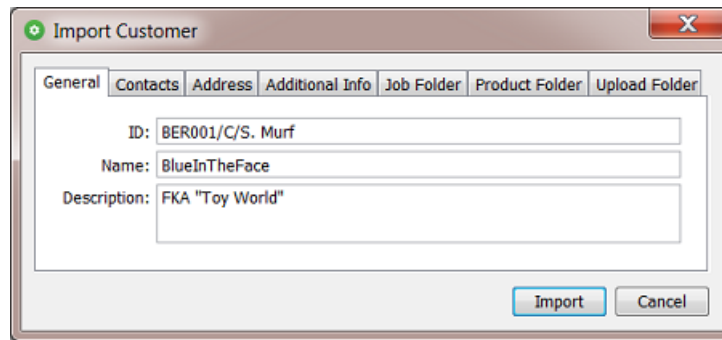 Import Customer
General Contacts Address Additional Info Job Folder Product Folder Upload Folder
ID: BER001/C/S. Murf
Name: BlueInTheFace
Description: FKA "Toy World"
Import Cancel